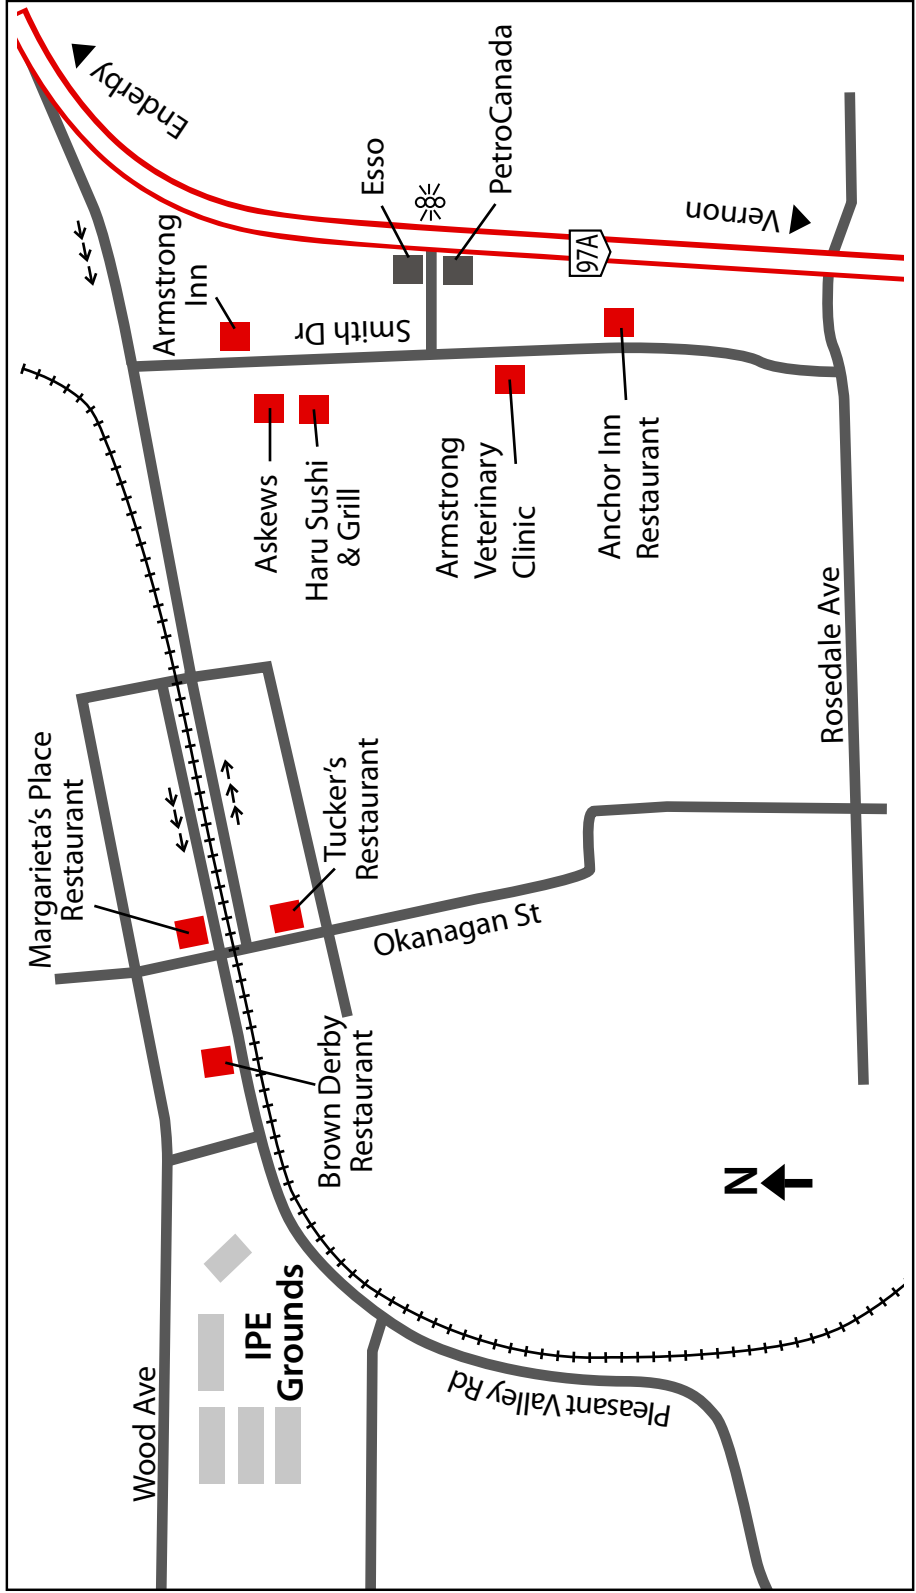 Enderby
Esso
PetroCanada
Vernon
97A
Armstrong
Inn
Smith Dr
Askews
Haru Sushi
& Grill
Armstrong
Veterinary
Clinic
Anchor Inn
Restaurant
Rosedale Ave
Margarieta's Place
Restaurant
Tucker's
Restaurant
Okanagan St
Brown Derby
Restaurant
N
IPE
Grounds
Wood Ave
Pleasant Valley Rd